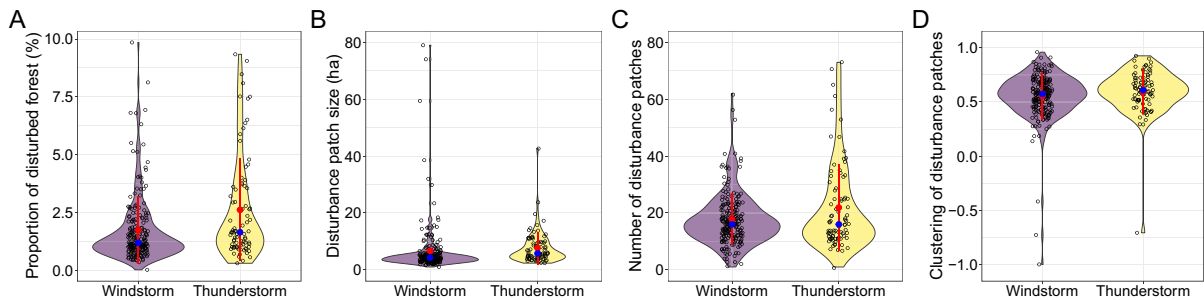 A
Proportion of disturbed forest (%)
10.0
7.5
5.0
2.5
0.0
Windstorm Thunderstorm
B
Disturbance patch size (ha)
80
60
40
20
0
Windstorm Thunderstorm
C
Number of disturbance patches
80
60
40
20
0
Windstorm Thunderstorm
D
Clustering of disturbance patches
1.0
0.5
0.0
−0.5
−1.0
Windstorm Thunderstorm